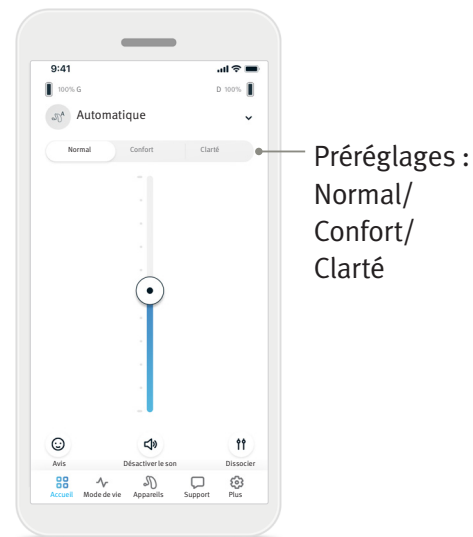 9:41
100% G
D 100%
Automatique
Normal Confort Clarté
Préréglages :
Normal/
Confort/
Clarté
Avis Désactiver le son Dissocier
Accueil Mode de vie Appareils Support Plus